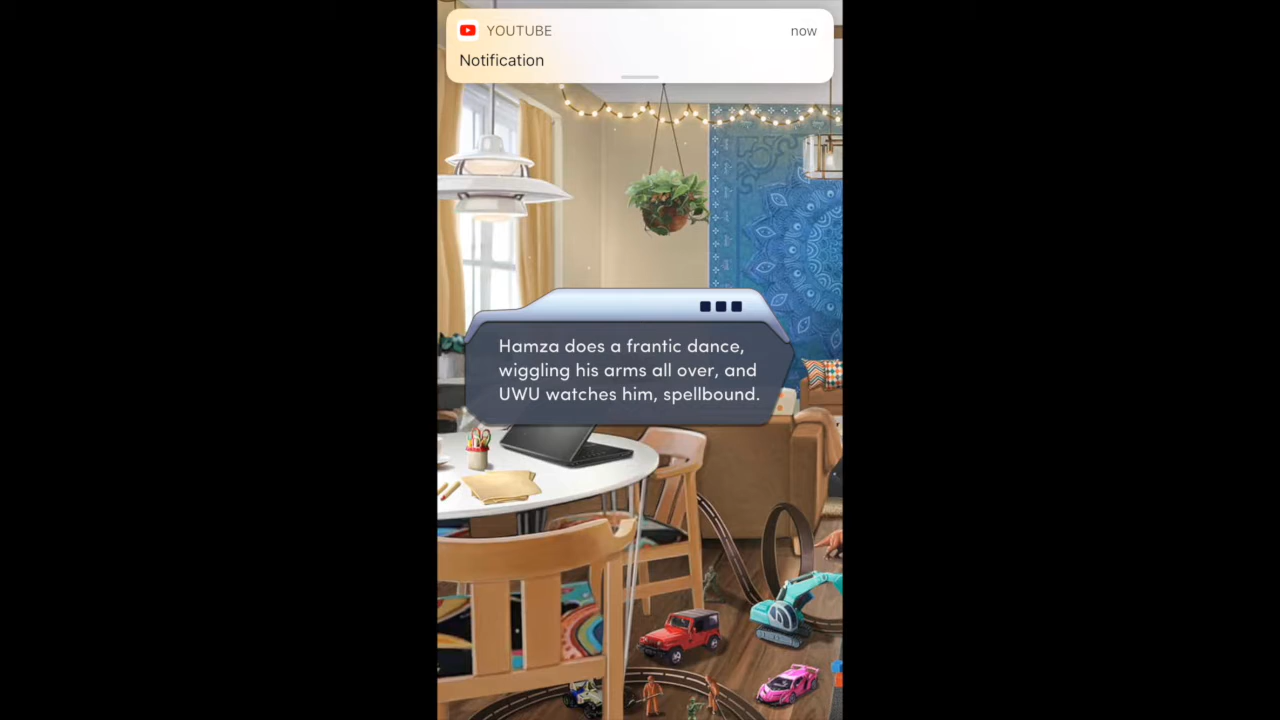 YOUTUBE
now
Notification
Hamza does a frantic dance,
wiggling his arms all over, and
UWU watches him, spellbound.